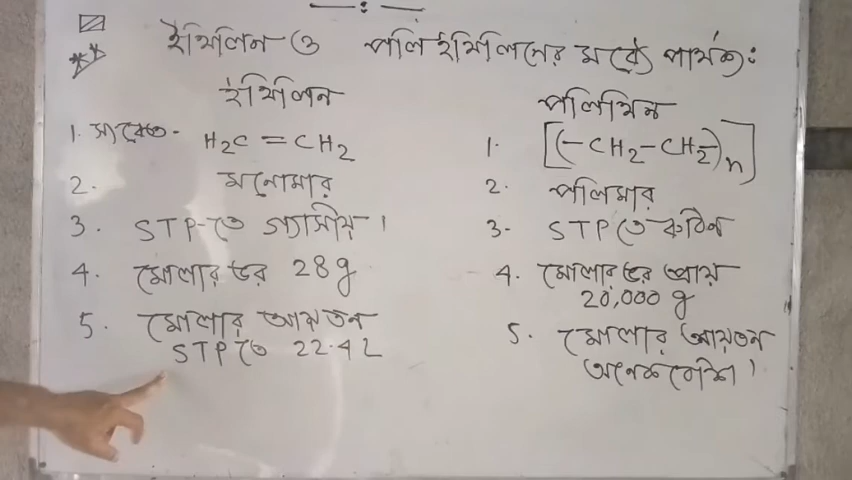 ইথিলিন ও পলি ইথিলিনের মধ্যে পার্থক্য:
ইথিলিন
1. সংকেত- H2C = CH2
2. মনোমার
3. STP-তে গ্যাসীয়।
4. মোলার ভর 28g
5. মোলার আয়তন
STP তে 22.4L
পলিথিন
1. [(-CH2-CH2-)n]
2. পলিমার
3- STP তে কঠিন
4. মোলার ভর প্রায়
20,000 g
5. মোলার আয়তন
অনেক বেশি।